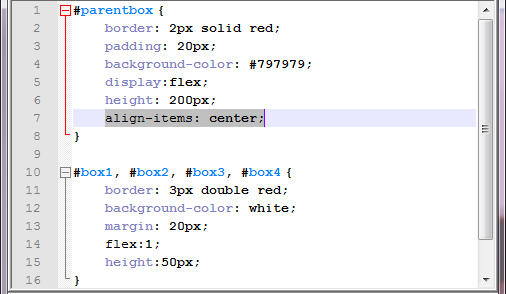 1 #parentbox {
2 border: 2px solid red;
3 padding: 20px;
4 background-color: #797979;
5 display:flex;
6 height: 200px;
7 align-items: center;
8 }
9
10 #box1, #box2, #box3, #box4 {
11 border: 3px double red;
12 background-color: white;
13 margin: 20px;
14 flex:1;
15 height:50px;
16 }